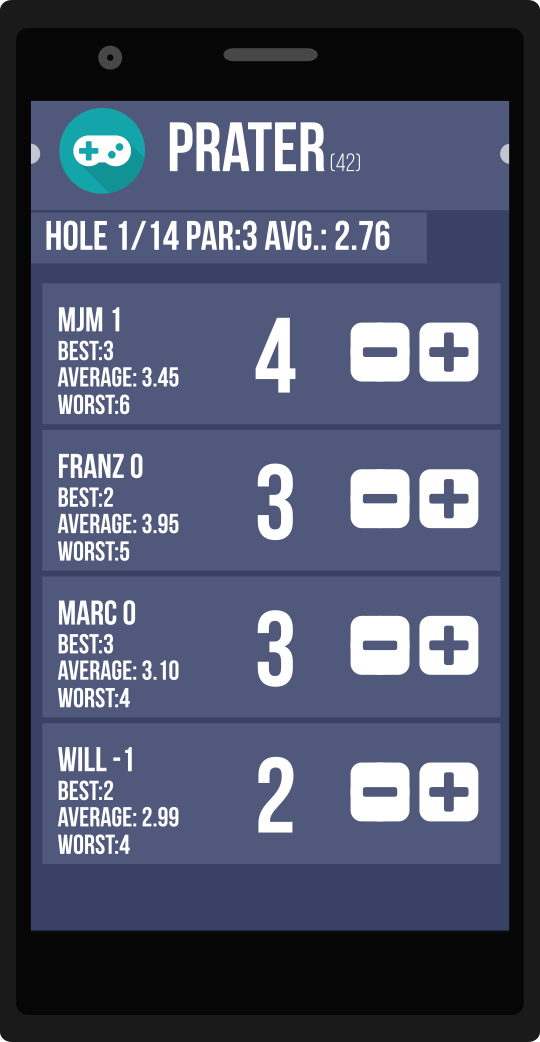 PRATER (42)
HOLE 1/14 PAR:3 AVG.: 2.76
MJM 1
BEST:3
AVERAGE: 3.45
WORST:6
4
FRANZ 0
BEST:2
AVERAGE: 3.95
WORST:5
3
MARC 0
BEST:3
AVERAGE: 3.10
WORST:4
3
WILL -1
BEST:2
AVERAGE: 2.99
WORST:4
2